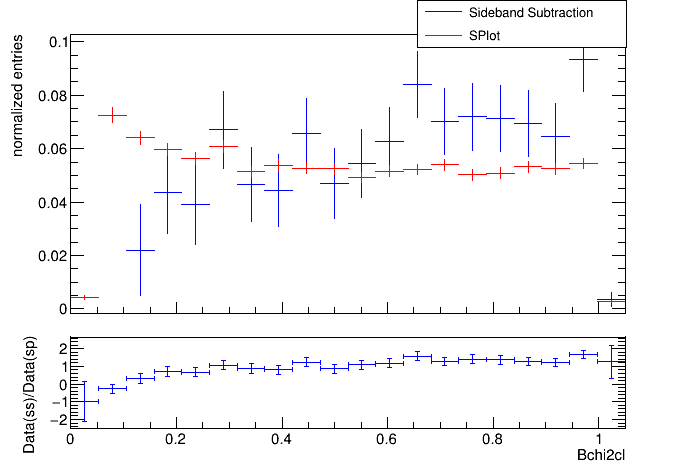 Sideband Subtraction
SPlot
normalized entries
0.1
0.08
0.06
0.04
0.02
0
Data(ss)/Data(sp)
2
1
0
−1
−2
0 0.2 0.4 0.6 0.8 1
Bchi2cl